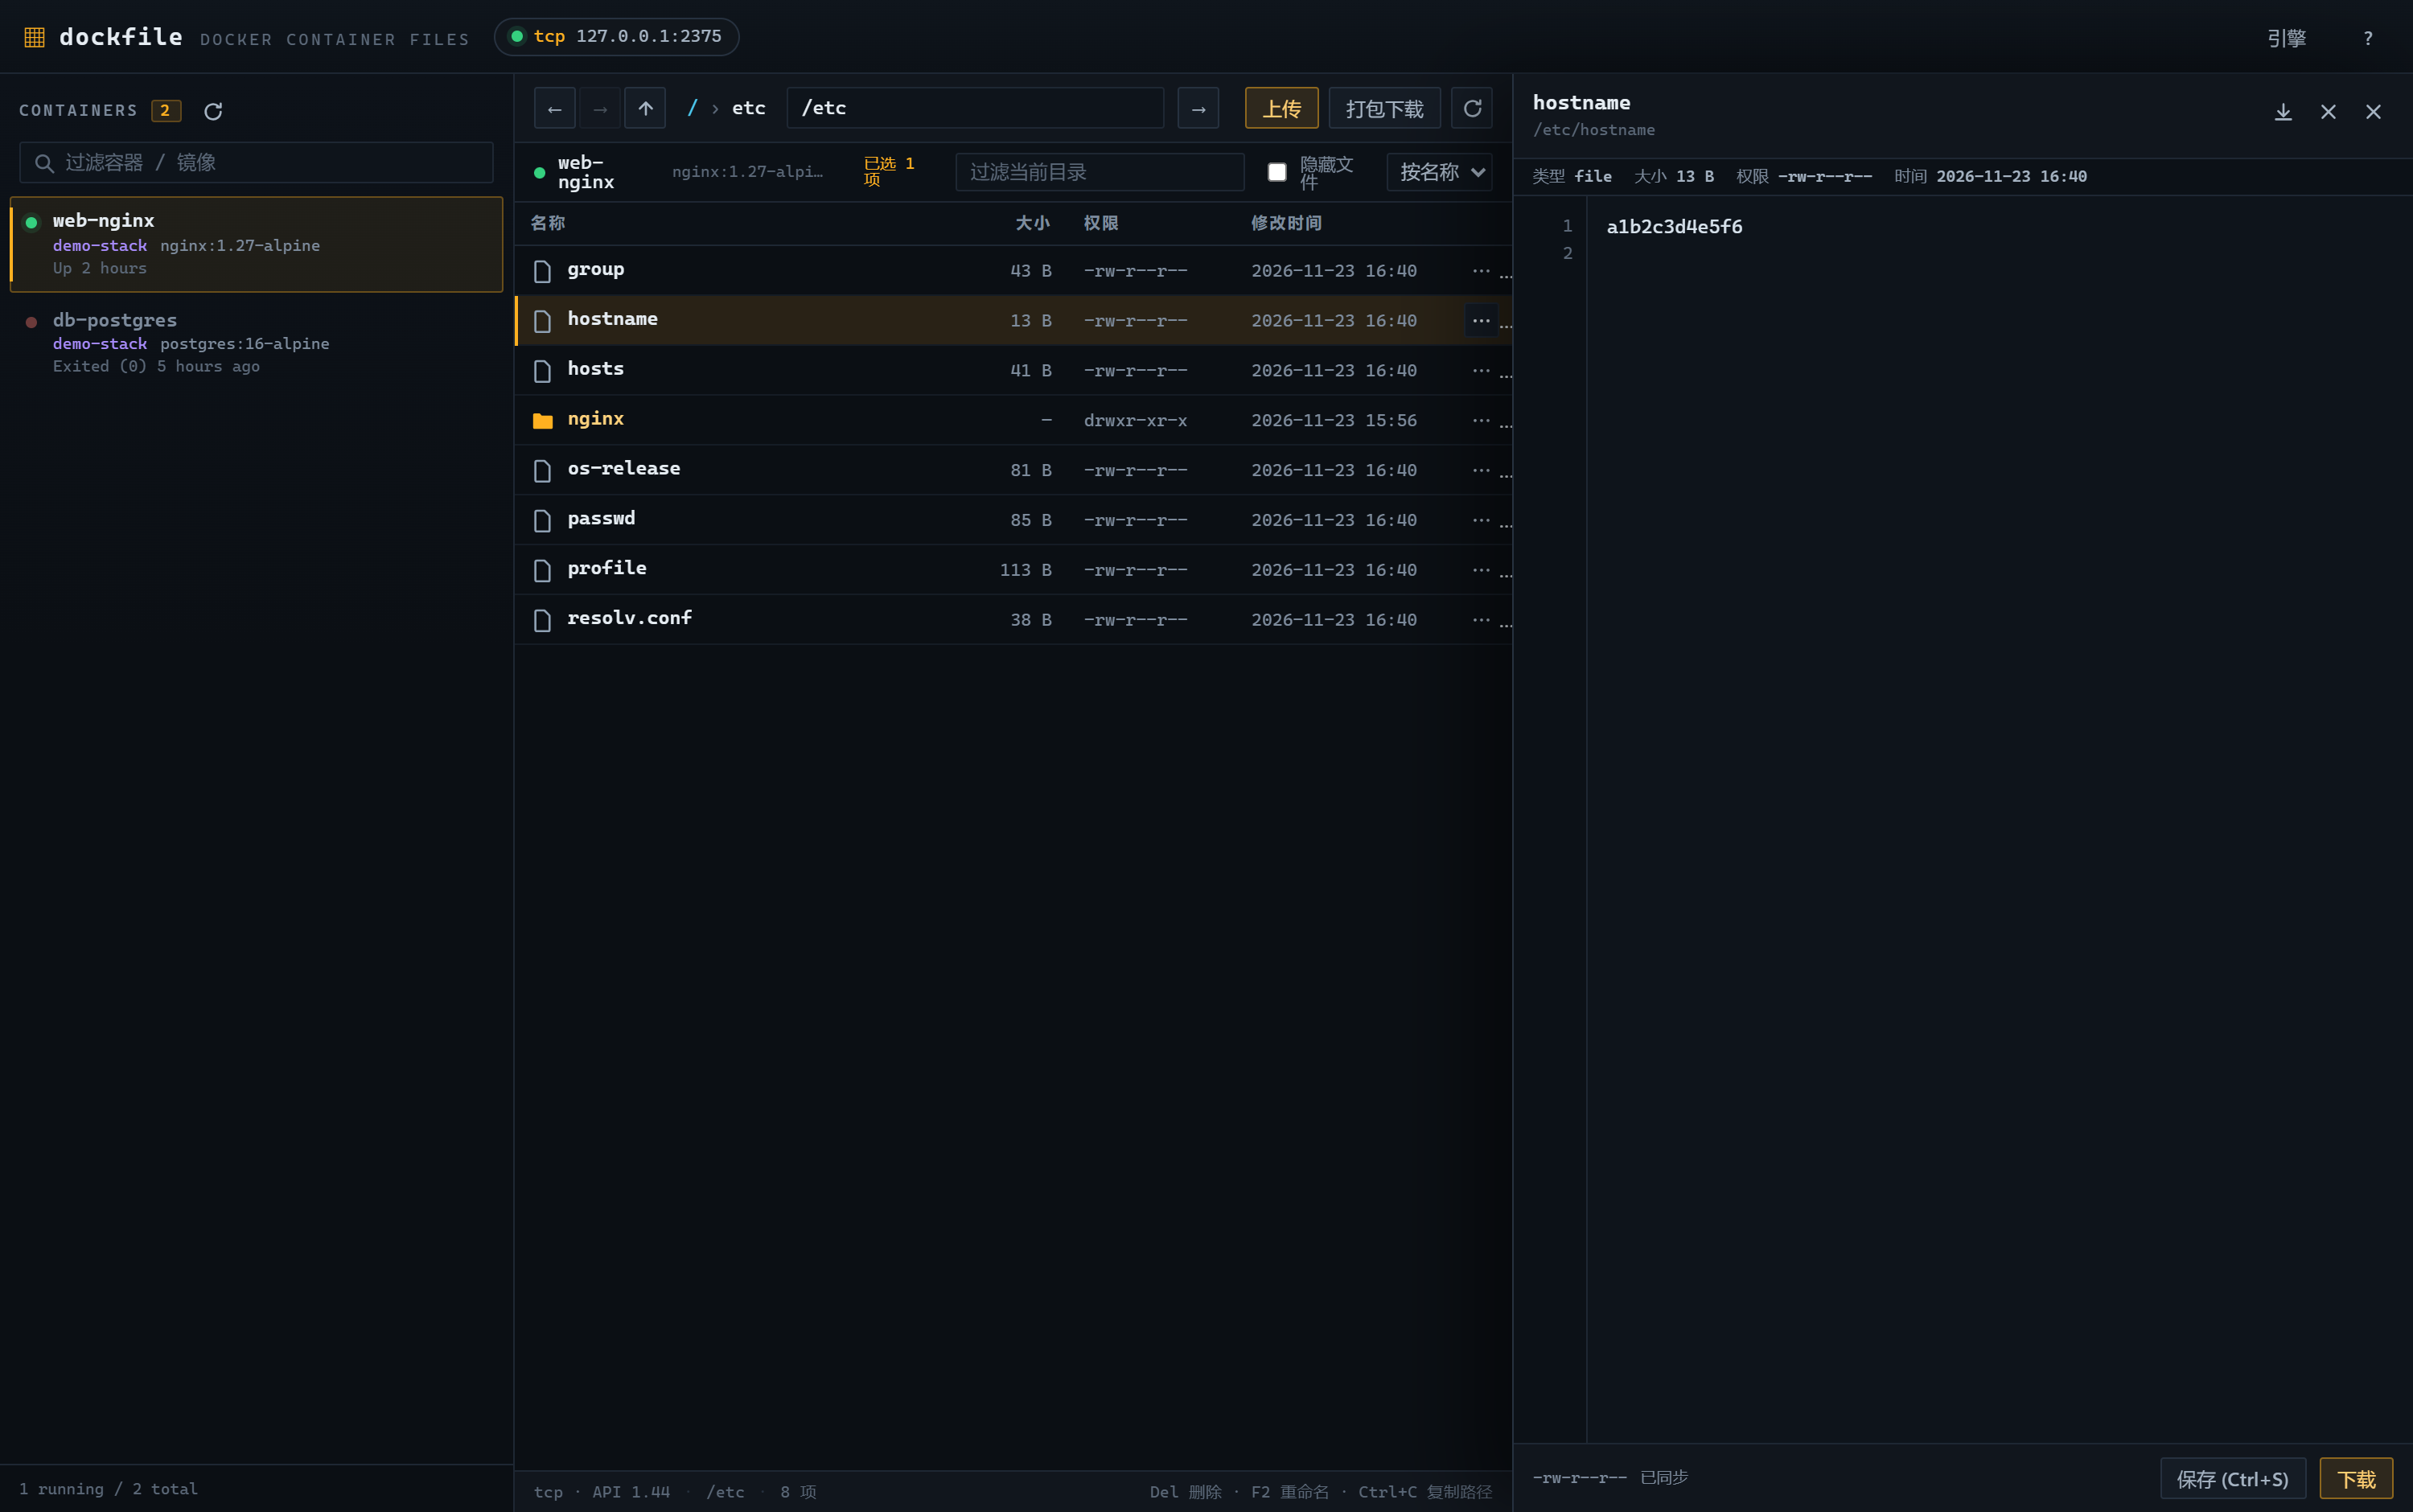 dockfile DOCKER CONTAINER FILES tcp 127.0.0.1:2375 引擎 ?
CONTAINERS 2
过滤容器 / 镜像
web-nginx
demo-stack nginx:1.27-alpine
Up 2 hours
db-postgres
demo-stack postgres:16-alpine
Exited (0) 5 hours ago
1 running / 2 total
← → ↑ / › etc /etc → 上传 打包下载
web-
nginx
nginx:1.27-alpi…
已选 1
项
过滤当前目录
隐藏文
件
按名称
名称 大小 权限 修改时间
group 43 B -rw-r--r-- 2026-11-23 16:40 ··· …
hostname 13 B -rw-r--r-- 2026-11-23 16:40 ··· …
hosts 41 B -rw-r--r-- 2026-11-23 16:40 ··· …
nginx — drwxr-xr-x 2026-11-23 15:56 ··· …
os-release 81 B -rw-r--r-- 2026-11-23 16:40 ··· …
passwd 85 B -rw-r--r-- 2026-11-23 16:40 ··· …
profile 113 B -rw-r--r-- 2026-11-23 16:40 ··· …
resolv.conf 38 B -rw-r--r-- 2026-11-23 16:40 ··· …
tcp · API 1.44 · /etc · 8 项 Del 删除 · F2 重命名 · Ctrl+C 复制路径
hostname
/etc/hostname
类型 file 大小 13 B 权限 -rw-r--r-- 时间 2026-11-23 16:40
1 a1b2c3d4e5f6
2
-rw-r--r-- 已同步 保存 (Ctrl+S) 下载